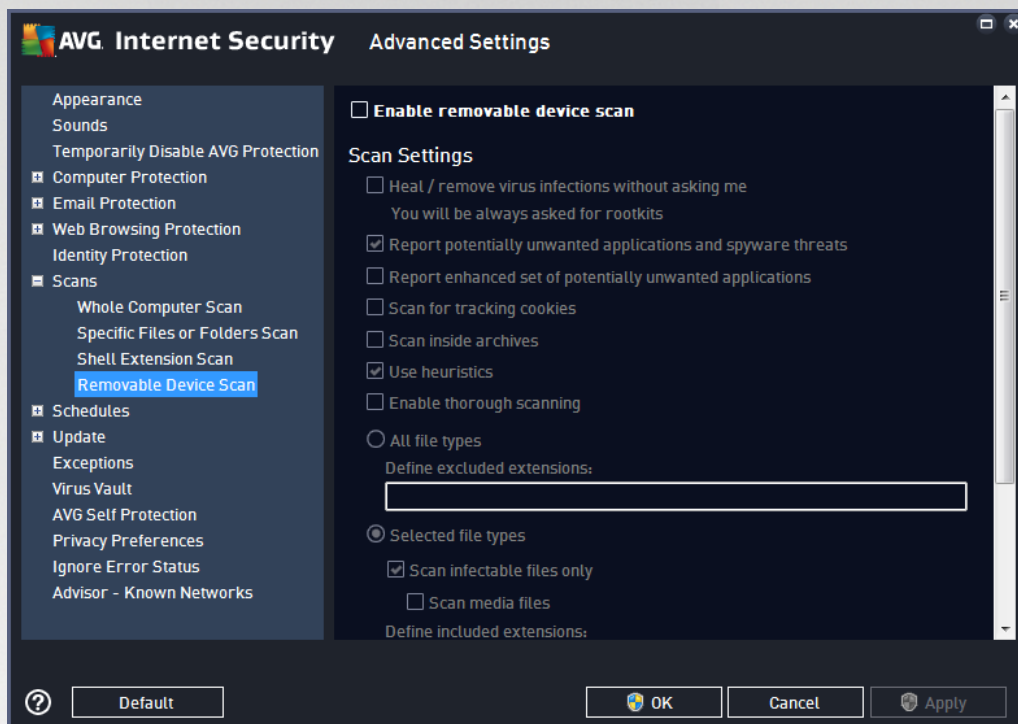 AVG. Internet Security Advanced Settings
Appearance
Sounds
Temporarily Disable AVG Protection
Computer Protection
Email Protection
Web Browsing Protection
Identity Protection
Scans
Whole Computer Scan
Specific Files or Folders Scan
Shell Extension Scan
Removable Device Scan
Schedules
Update
Exceptions
Virus Vault
AVG Self Protection
Privacy Preferences
Ignore Error Status
Advisor - Known Networks
Enable removable device scan
Scan Settings
Heal / remove virus infections without asking me
You will be always asked for rootkits
Report potentially unwanted applications and spyware threats
Report enhanced set of potentially unwanted applications
Scan for tracking cookies
Scan inside archives
Use heuristics
Enable thorough scanning
All file types
Define excluded extensions:
Selected file types
Scan infectable files only
Scan media files
Define included extensions:
? Default OK Cancel Apply